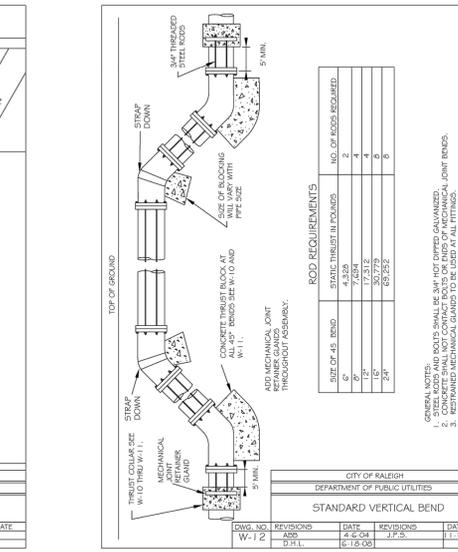 TOP OF GROUND
STRAP
DOWN
3/4" THREADED
STEEL RODS
5' MIN.
SIZE OF BLOCKING
WILL VARY WITH
PIPE SIZE
CONCRETE THRUST BLOCK AT
ALL 45° BENDS SEE W-10 AND
W-11.
STRAP
DOWN
THRUST COLLAR SEE
W-10 THRU W-11.
MECHANICAL
JOINT
RETAINER
GLAND
5' MIN.
ADD MECHANICAL JOINT
RETAINER GLANDS
THROUGHOUT ASSEMBLY.
ROD REQUIREMENTS
SIZE OF 45 BEND STATIC THRUST IN POUNDS NO. OF RODS REQUIRED
6" 4,328 2
8" 7,694 4
12" 17,312 4
16" 30,779 8
24" 69,252 8
GENERAL NOTES:
1. STEEL RODS AND BOLTS SHALL BE 3/4" HOT DIPPED GALVANIZED.
2. CONCRETE SHALL NOT CONTACT BOLTS OR ENDS OF MECHANICAL JOINT BENDS.
3. RESTRAINED MECHANICAL GLANDS TO BE USED AT ALL FITTINGS.
CITY OF RALEIGH
DEPARTMENT OF PUBLIC UTILITIES
STANDARD VERTICAL BEND
DWG. NO. REVISIONS DATE REVISIONS DAT
W-12 ABB 4-6-04 J.P.S. 11-
D.H.L. 6-18-08
ATE